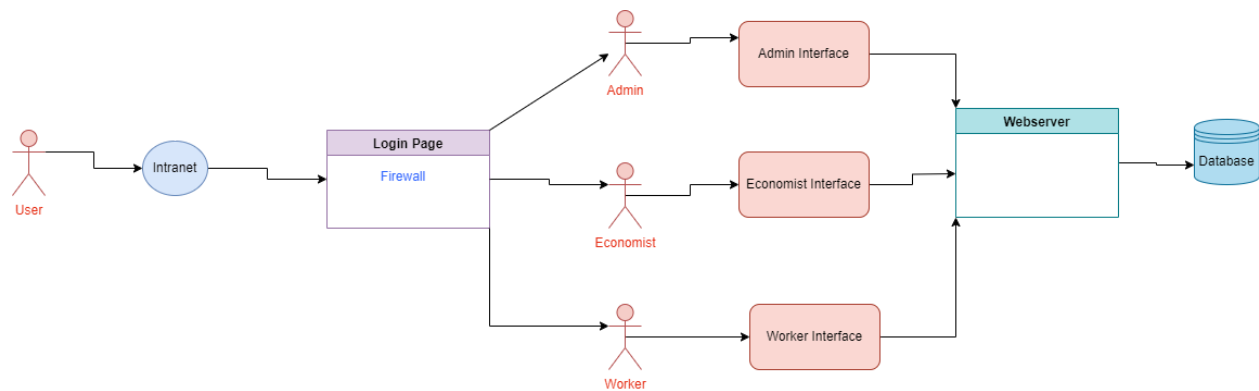 User
Intranet
Login Page
Firewall
Admin
Admin Interface
Economist
Economist Interface
Worker
Worker Interface
Webserver
Database